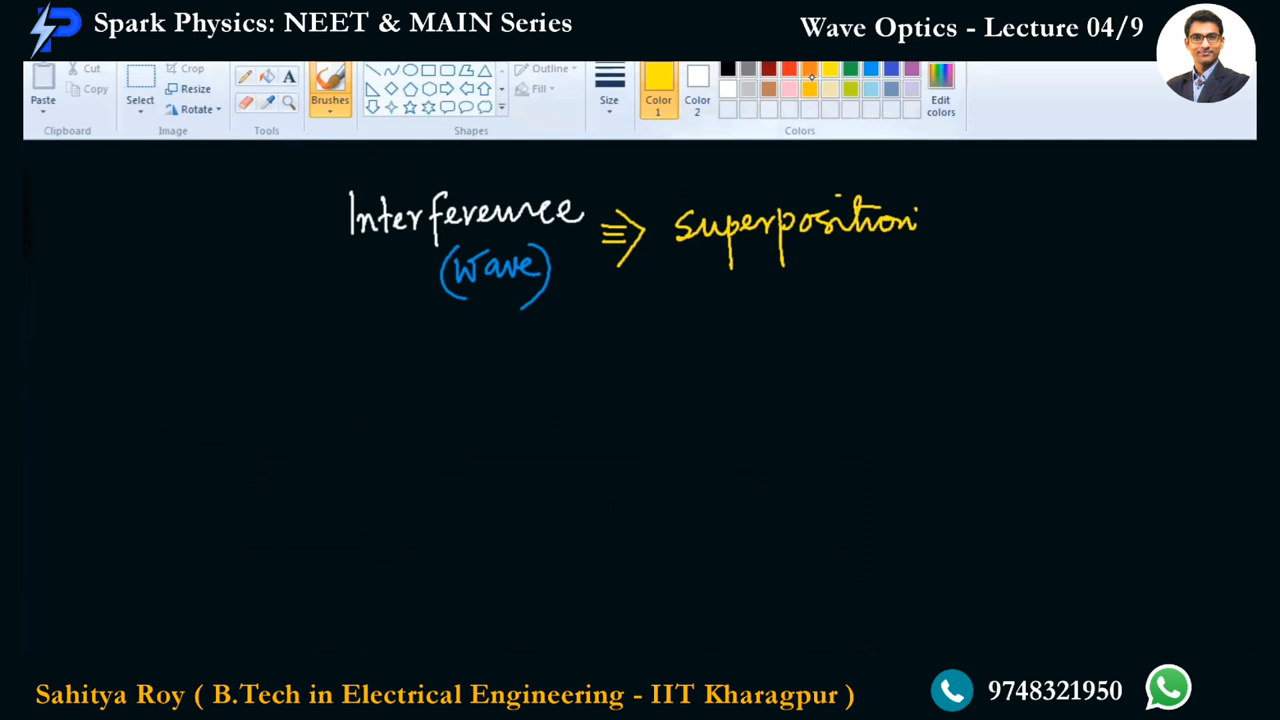 Spark Physics: NEET & MAIN Series
Wave Optics - Lecture 04/9
Paste
Cut
Copy
Clipboard
Select
Crop
Resize
Rotate
Image
A
Tools
Brushes
Shapes
Outline
Fill
Size
Color 1
Color 2
Edit colors
Colors
Interference ⇒ superposition
(wave)
Sahitya Roy ( B.Tech in Electrical Engineering - IIT Kharagpur )
9748321950